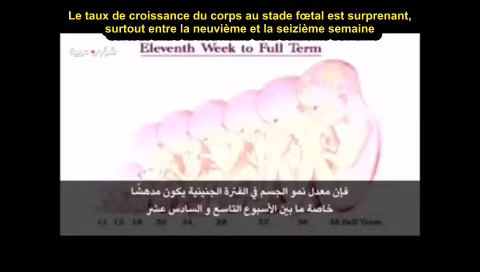 Le taux de croissance du corps au stade fœtal est surprenant,
surtout entre la neuvième et la seizième semaine
Eleventh Week to Full Term
فإن معدل نمو الجسم في الفترة الجنينية يكون مدهشًا
خاصة ما بين الأسبوع التاسع و السادس عشر
Full Term